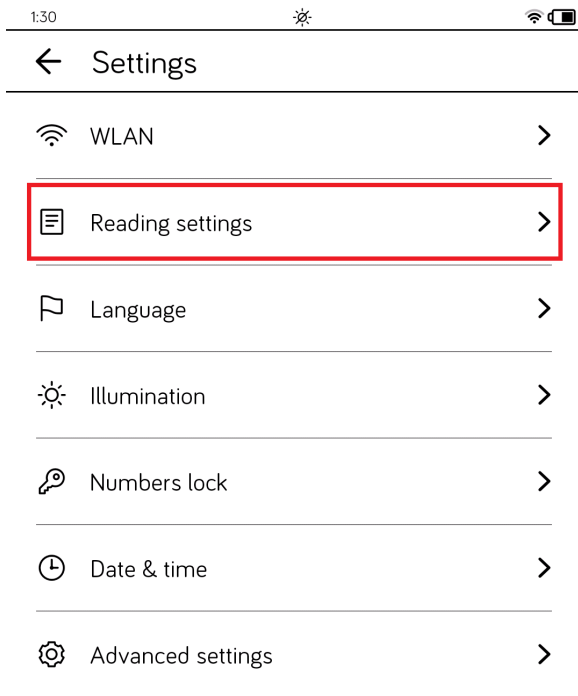 1:30
Settings
WLAN
Reading settings
Language
Illumination
Numbers lock
Date & time
Advanced settings